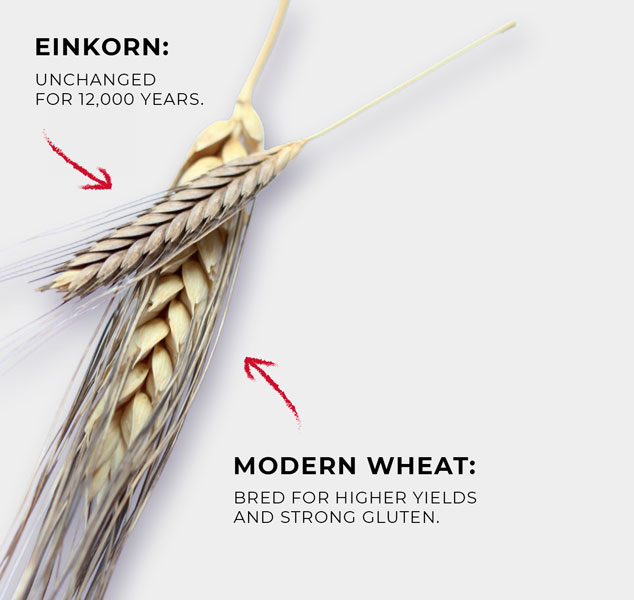 EINKORN:
UNCHANGED
FOR 12,000 YEARS.
MODERN WHEAT:
BRED FOR HIGHER YIELDS
AND STRONG GLUTEN.